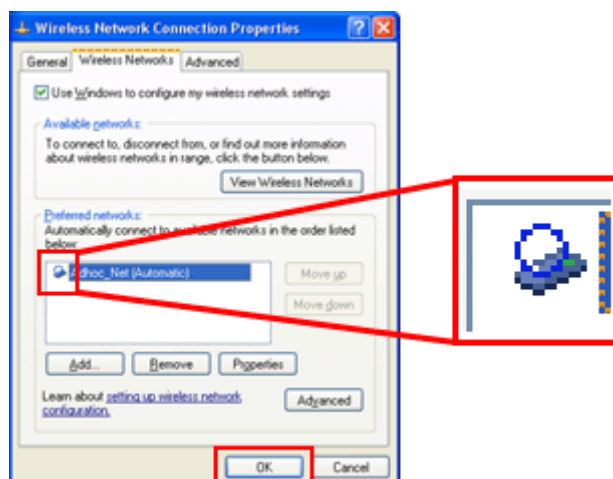 Wireless Network Connection Properties
General Wireless Networks Advanced
Use Windows to configure my wireless network settings
Available networks:
To connect to, disconnect from, or find out more information
about wireless networks in range, click the button below.
View Wireless Networks
Preferred networks:
Automatically connect to available networks in the order listed
below:
Adhoc_Net (Automatic)
Move up
Move down
Add... Remove Properties
Learn about setting up wireless network
configuration.
Advanced
OK Cancel